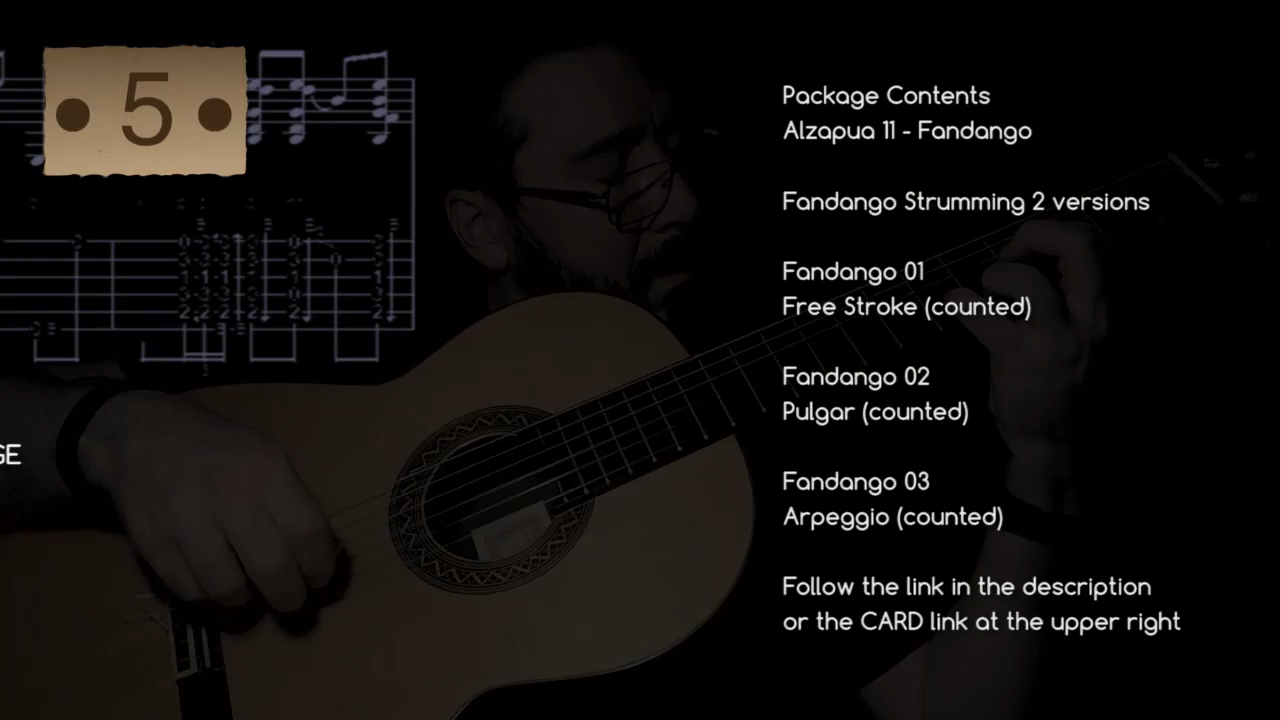 5
GE
Package Contents
Alzapua 11 - Fandango
Fandango Strumming 2 versions
Fandango 01
Free Stroke (counted)
Fandango 02
Pulgar (counted)
Fandango 03
Arpeggio (counted)
Follow the link in the description
or the CARD link at the upper right